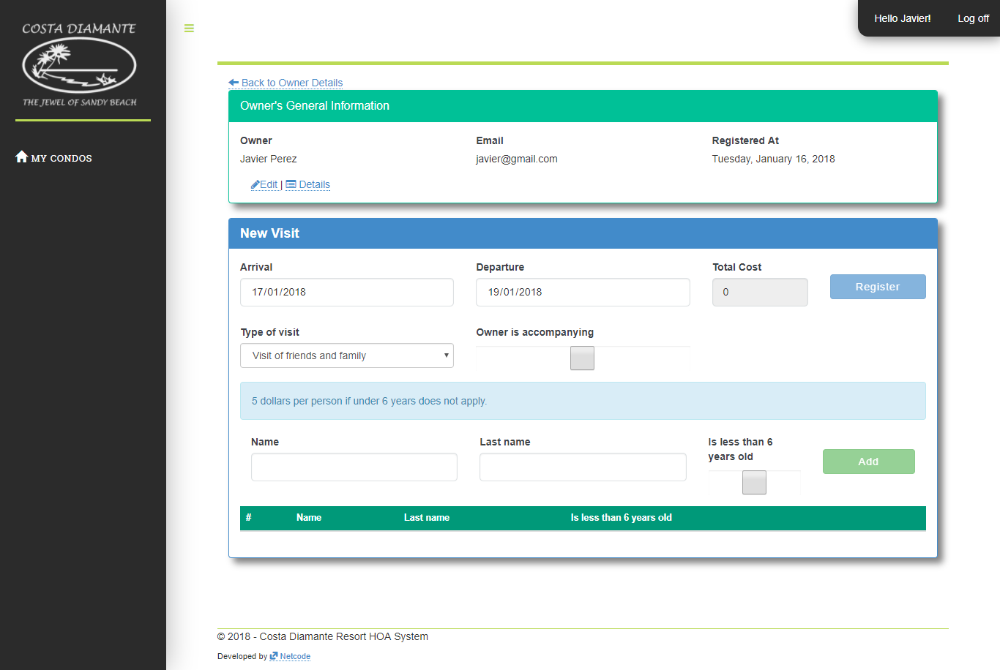 COSTA DIAMANTE
THE JEWEL OF SANDY BEACH
MY CONDOS
Hello Javier! Log off
Back to Owner Details
Owner's General Information
Owner Email Registered At
Javier Perez javier@gmail.com Tuesday, January 16, 2018
Edit | Details
New Visit
Arrival Departure Total Cost
17/01/2018 19/01/2018 0 Register
Type of visit Owner is accompanying
Visit of friends and family
5 dollars per person if under 6 years does not apply.
Name Last name Is less than 6
years old
Add
# Name Last name Is less than 6 years old
© 2018 - Costa Diamante Resort HOA System
Developed by Netcode